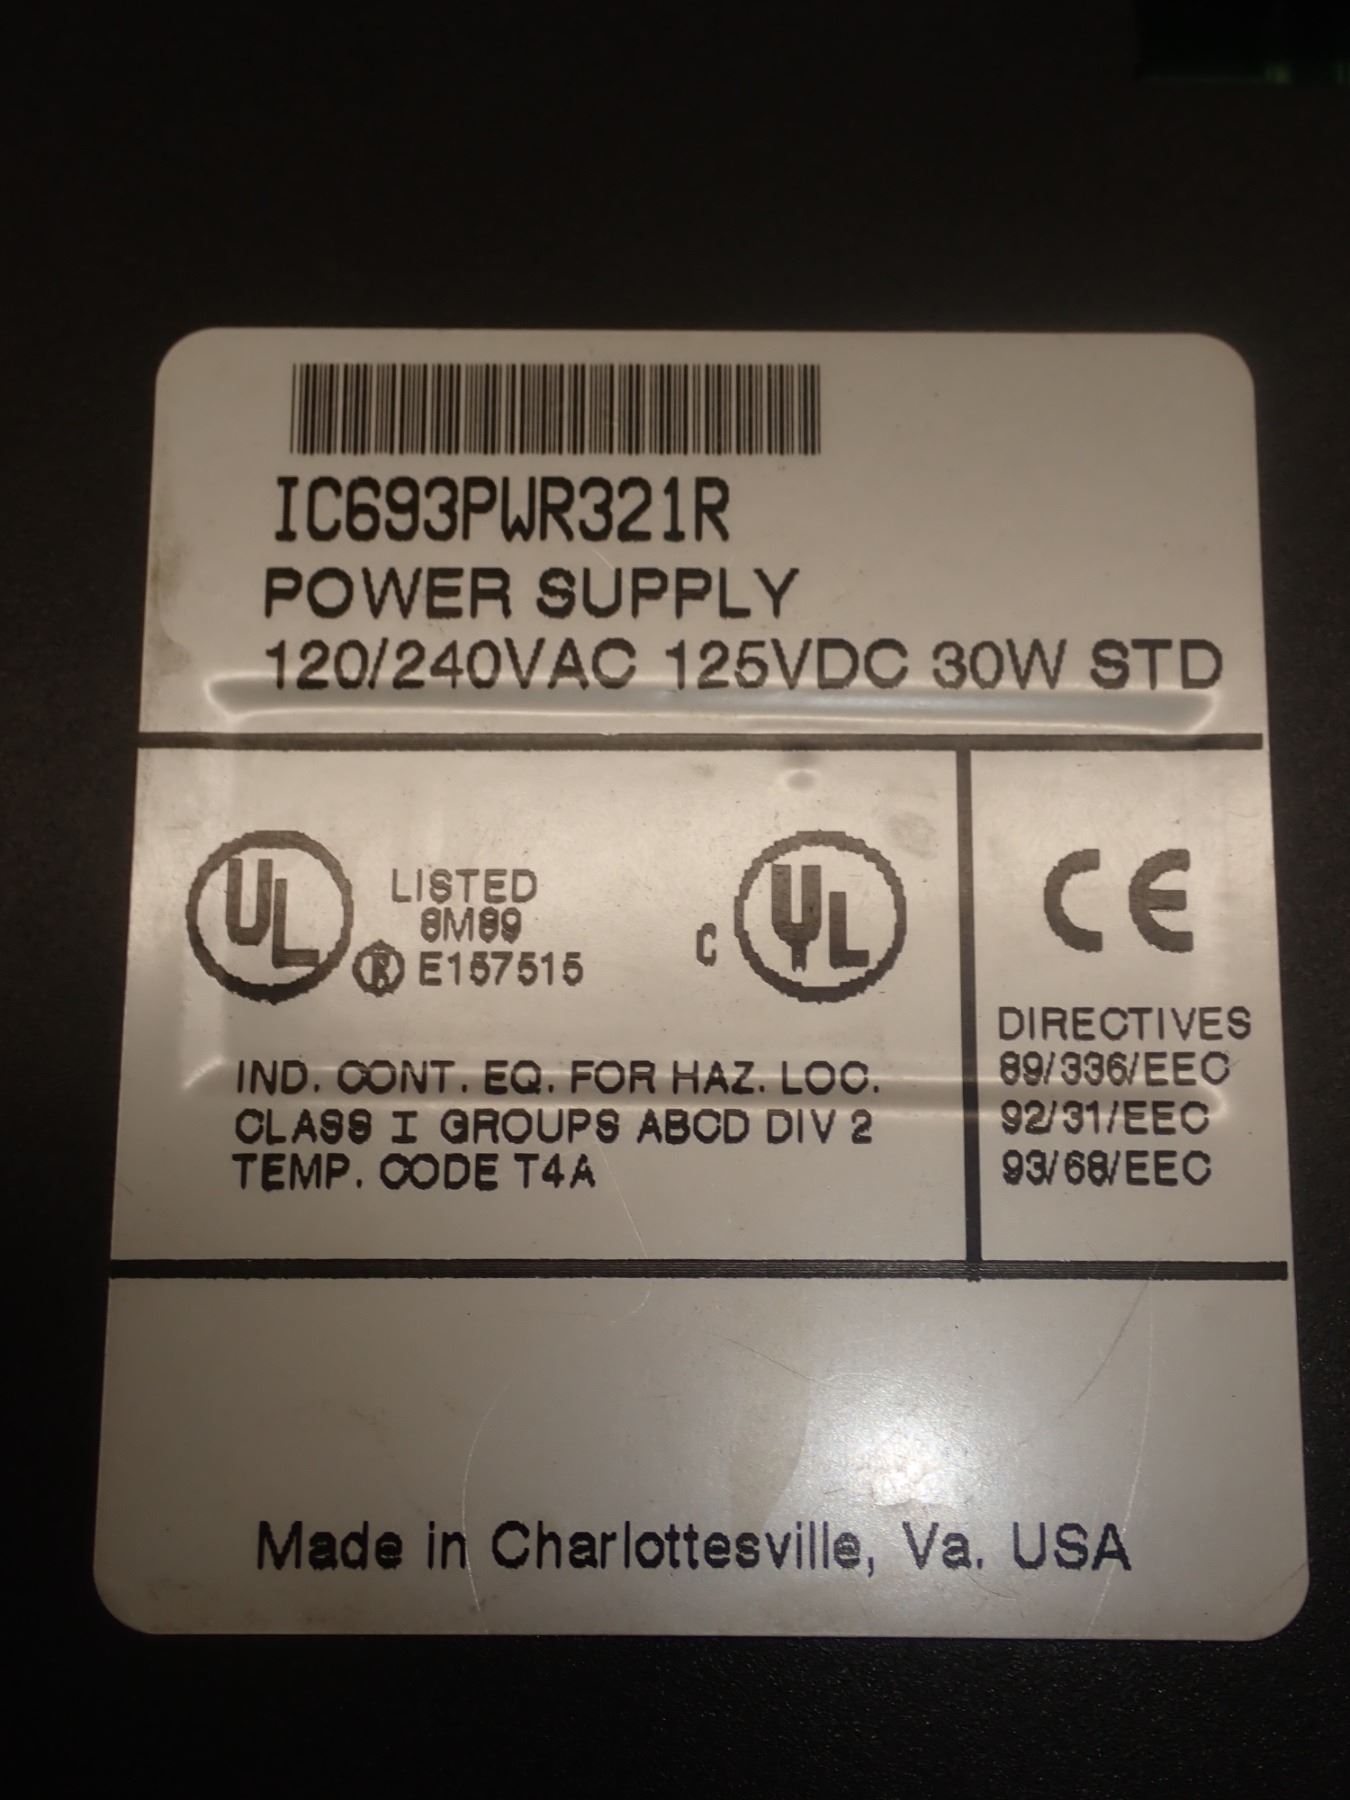 IC693PWR321R
POWER SUPPLY
120/240VAC 125VDC 30W STD
UL
LISTED
8M89
® E157515
C UL
CE
IND. CONT. EQ. FOR HAZ. LOC.
CLASS I GROUPS ABCD DIV 2
TEMP. CODE T4A
DIRECTIVES
89/336/EEC
92/31/EEC
93/68/EEC
Made in Charlottesville, Va. USA